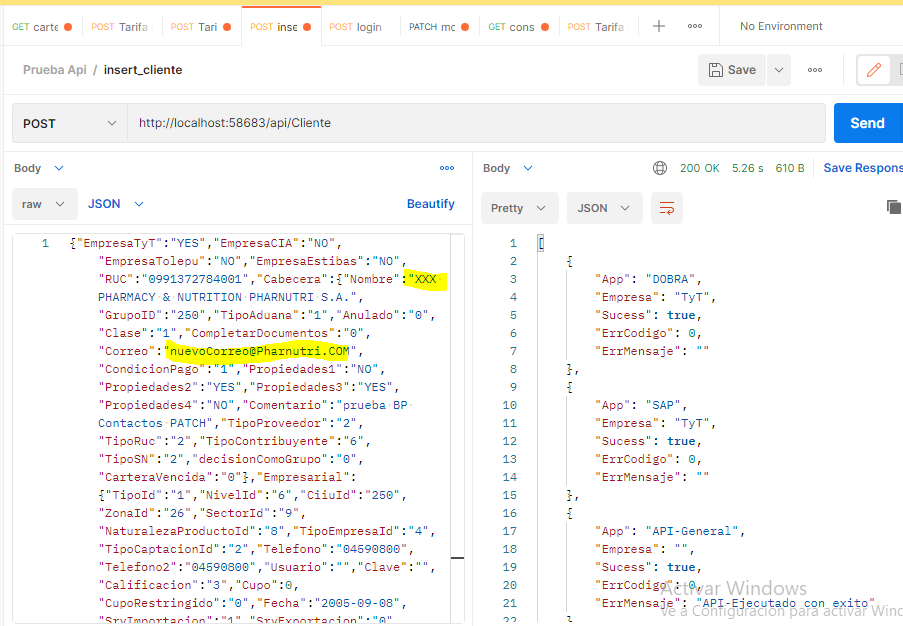 GET carte POST Tarifa POST Tari POST inse POST login PATCH mc GET cons POST Tarifa No Environment
Prueba Api / insert_cliente Save
POST http://localhost:58683/api/Cliente Send
Body
raw JSON Beautify
1 {"EmpresaTyT":"YES","EmpresaCIA":"NO",
"EmpresaTolepu":"NO","EmpresaEstibas":"NO",
"RUC":"0991372784001","Cabecera":{"Nombre":"XXX
PHARMACY & NUTRITION PHARNUTRI S.A.",
"GrupoID":"250","TipoAduana":"1","Anulado":"0",
"Clase":"1","CompletarDocumentos":"0",
"Correo":"nuevoCorreo@Pharnutri.COM",
"CondicionPago":"1","Propiedades1":"NO",
"Propiedades2":"YES","Propiedades3":"YES",
"Propiedades4":"NO","Comentario":"prueba BP
Contactos PATCH","TipoProveedor":"2",
"TipoRuc":"2","TipoContribuyente":"6",
"TipoSN":"2","decisionComoGrupo":"0",
"CarteraVencida":"0"},"Empresarial":
{"TipoId":"1","NivelId":"6","CiiuId":"250",
"ZonaId":"26","SectorId":"9",
"NaturalezaProductoId":"8","TipoEmpresaId":"4",
"TipoCaptacionId":"2","Telefono":"04590800",
"Telefono2":"04590800","Usuario":"","Clave":"",
"Calificacion":"3","Cupo":0,
"CupoRestringido":"0","Fecha":"2005-09-08",
"SryImportacion":"1","SryExportacion":"0"
Body 200 OK 5.26 s 610 B Save Respons
Pretty JSON
1 [
2 {
3 "App": "DOBRA",
4 "Empresa": "TyT",
5 "Sucess": true,
6 "ErrCodigo": 0,
7 "ErrMensaje": ""
8 },
9 {
10 "App": "SAP",
11 "Empresa": "TyT",
12 "Sucess": true,
13 "ErrCodigo": 0,
14 "ErrMensaje": ""
15 },
16 {
17 "App": "API-General",
18 "Empresa": "",
19 "Sucess": true,
20 "ErrCodigo": 0,
21 "ErrMensaje": "API-Ejecutado con exito"
22 }
Activar Windows
Ve a Configuración para activar Winc